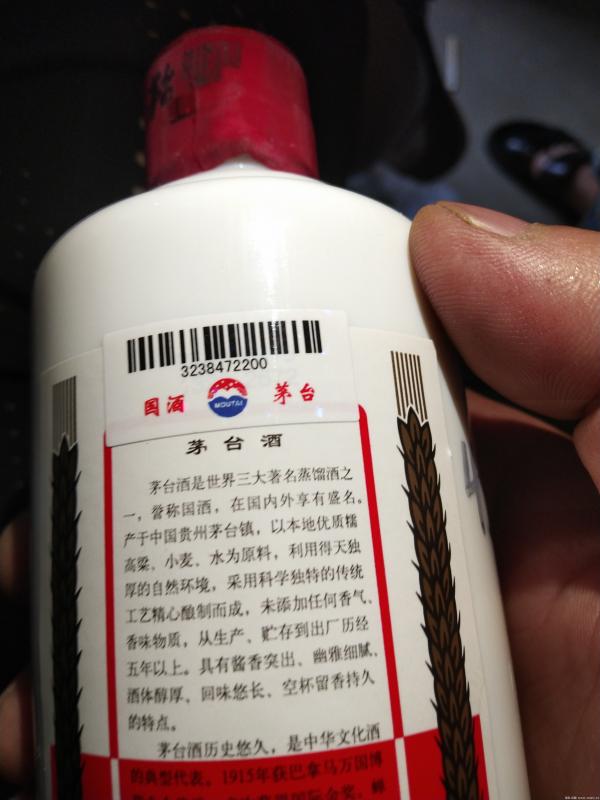 3238472200
国酒
MOUTAI
茅台
茅台酒
茅台酒是世界三大著名蒸馏酒之
一，誉称国酒，在国内外享有盛名。
产于中国贵州茅台镇，以本地优质糯
高粱、小麦、水为原料，利用得天独
厚的自然环境，采用科学独特的传统
工艺精心酿制而成，未添加任何香气、
香味物质，从生产、贮存到出厂历经
五年以上。具有酱香突出、幽雅细腻、
酒体醇厚、回味悠长、空杯留香持久
的特点。
茅台酒历史悠久，是中华文化酒
的典型代表。1915年获巴拿马万国博
国际金奖，蝉